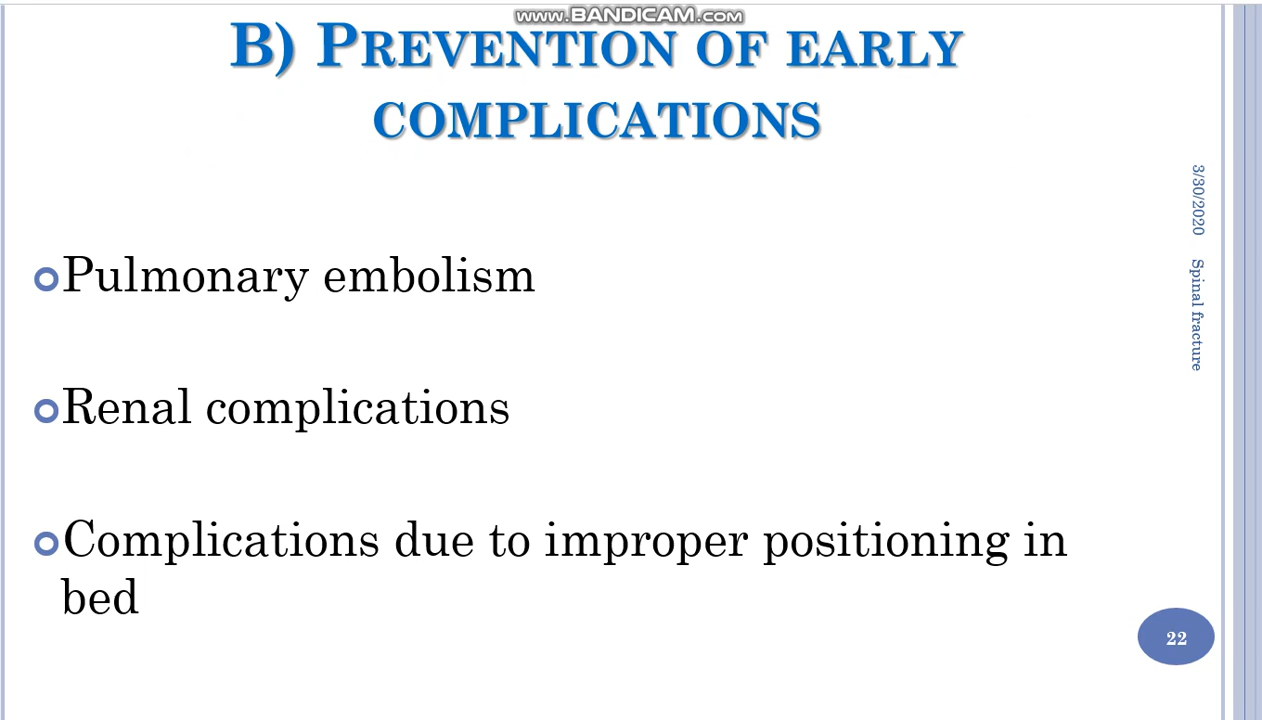 www.BANDICAM.com
B) PREVENTION OF EARLY
COMPLICATIONS
Pulmonary embolism
Renal complications
Complications due to improper positioning in
bed
3/30/2020
Spinal fracture
22